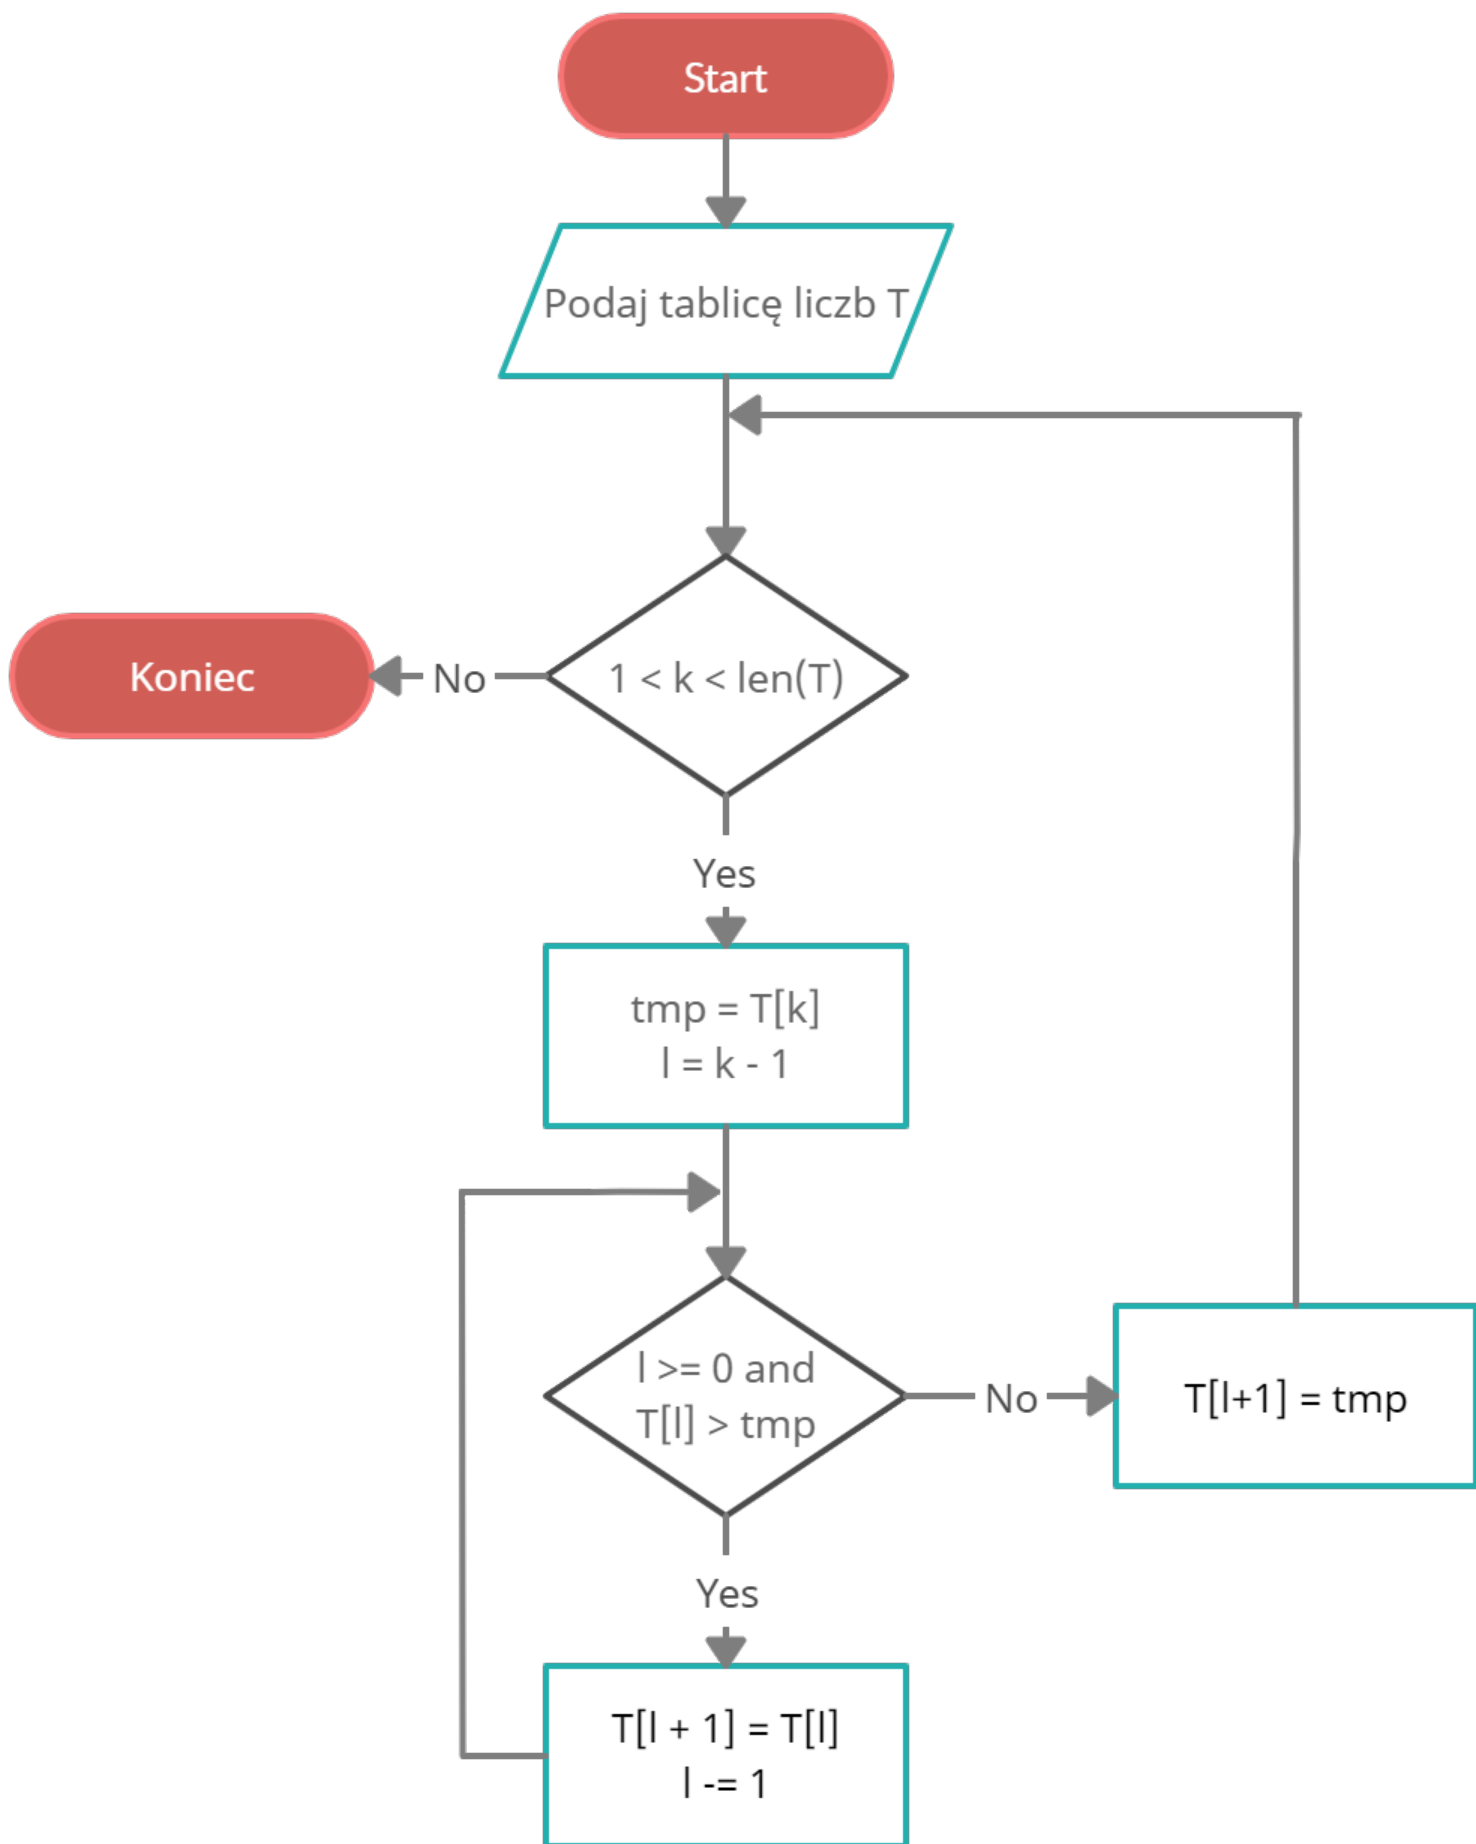 Start
Podaj tablicę liczb T
1 < k < len(T)
No
Koniec
Yes
tmp = T[k]
l = k - 1
l >= 0 and
T[l] > tmp
No
T[l+1] = tmp
Yes
T[l + 1] = T[l]
l -= 1